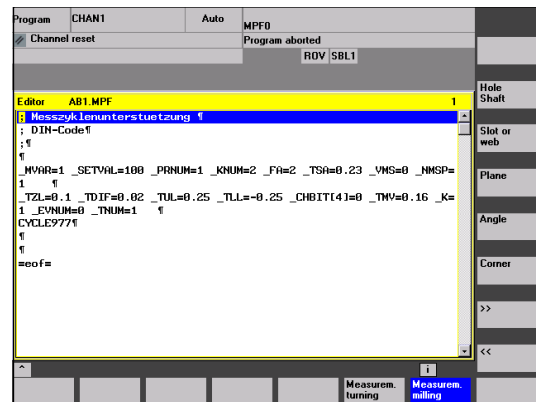 Program CHAN1 Auto MPF0
Channel reset Program aborted
ROV SBL1
Editor AB1.MPF 1
; Messzyklenunterstuetzung ¶
; DIN-Code¶
;¶
¶
_MVAR=1 _SETVAL=100 _PRNUM=1 _KNUM=2 _FA=2 _TSA=0.23 _VMS=0 _NMSP=
1 ¶
_TZL=0.1 _TDIF=0.02 _TUL=0.25 _TLL=-0.25 _CHBIT[4]=0 _TMV=0.16 _K=
1 _EVNUM=0 _TNUM=1 ¶
CYCLE977¶
¶
¶
=eof=
Hole
Shaft
Slot or
web
Plane
Angle
Corner
>>
<<
^ i
Measurem.
turning
Measurem.
milling